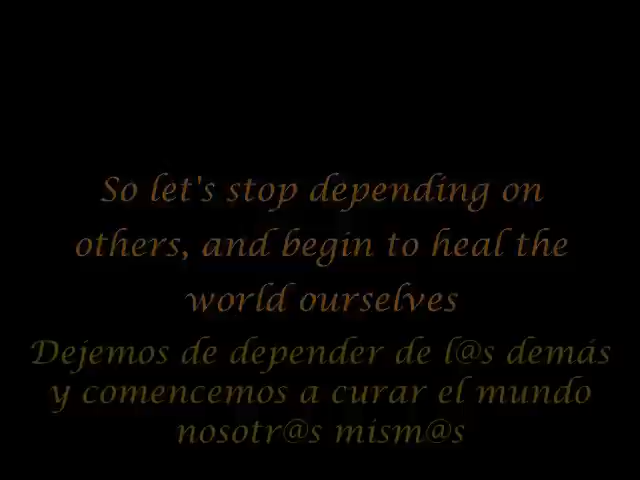 So let's stop depending on
others, and begin to heal the
world ourselves
Dejemos de depender de l@s demás
y comencemos a curar el mundo
nosotr@s mism@s